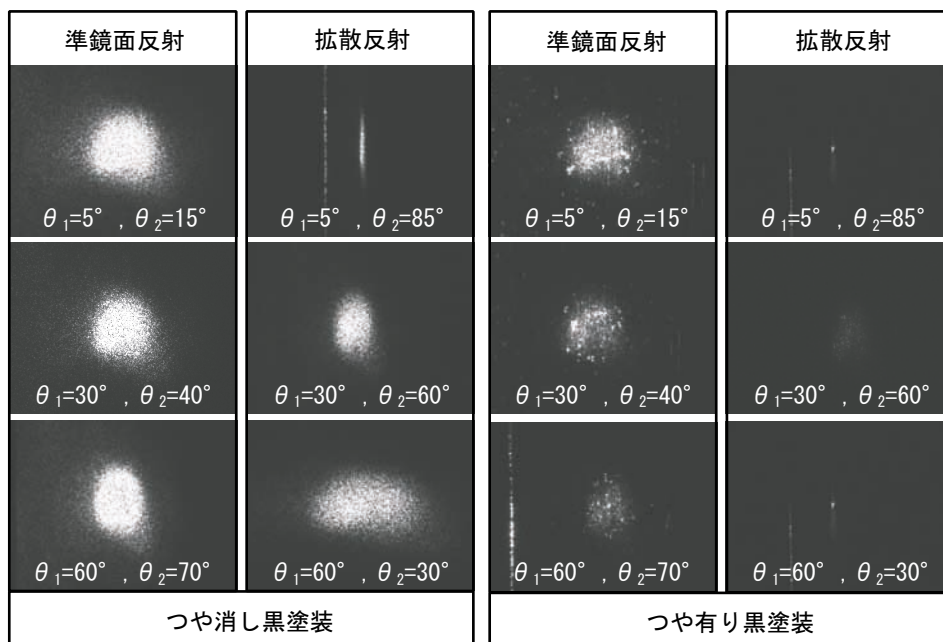 準鏡面反射
拡散反射
準鏡面反射
拡散反射
θ1=5° , θ2=15°
θ1=5° , θ2=85°
θ1=5° , θ2=15°
θ1=5° , θ2=85°
θ1=30° , θ2=40°
θ1=30° , θ2=60°
θ1=30° , θ2=40°
θ1=30° , θ2=60°
θ1=60° , θ2=70°
θ1=60° , θ2=30°
θ1=60° , θ2=70°
θ1=60° , θ2=30°
つや消し黒塗装
つや有り黒塗装